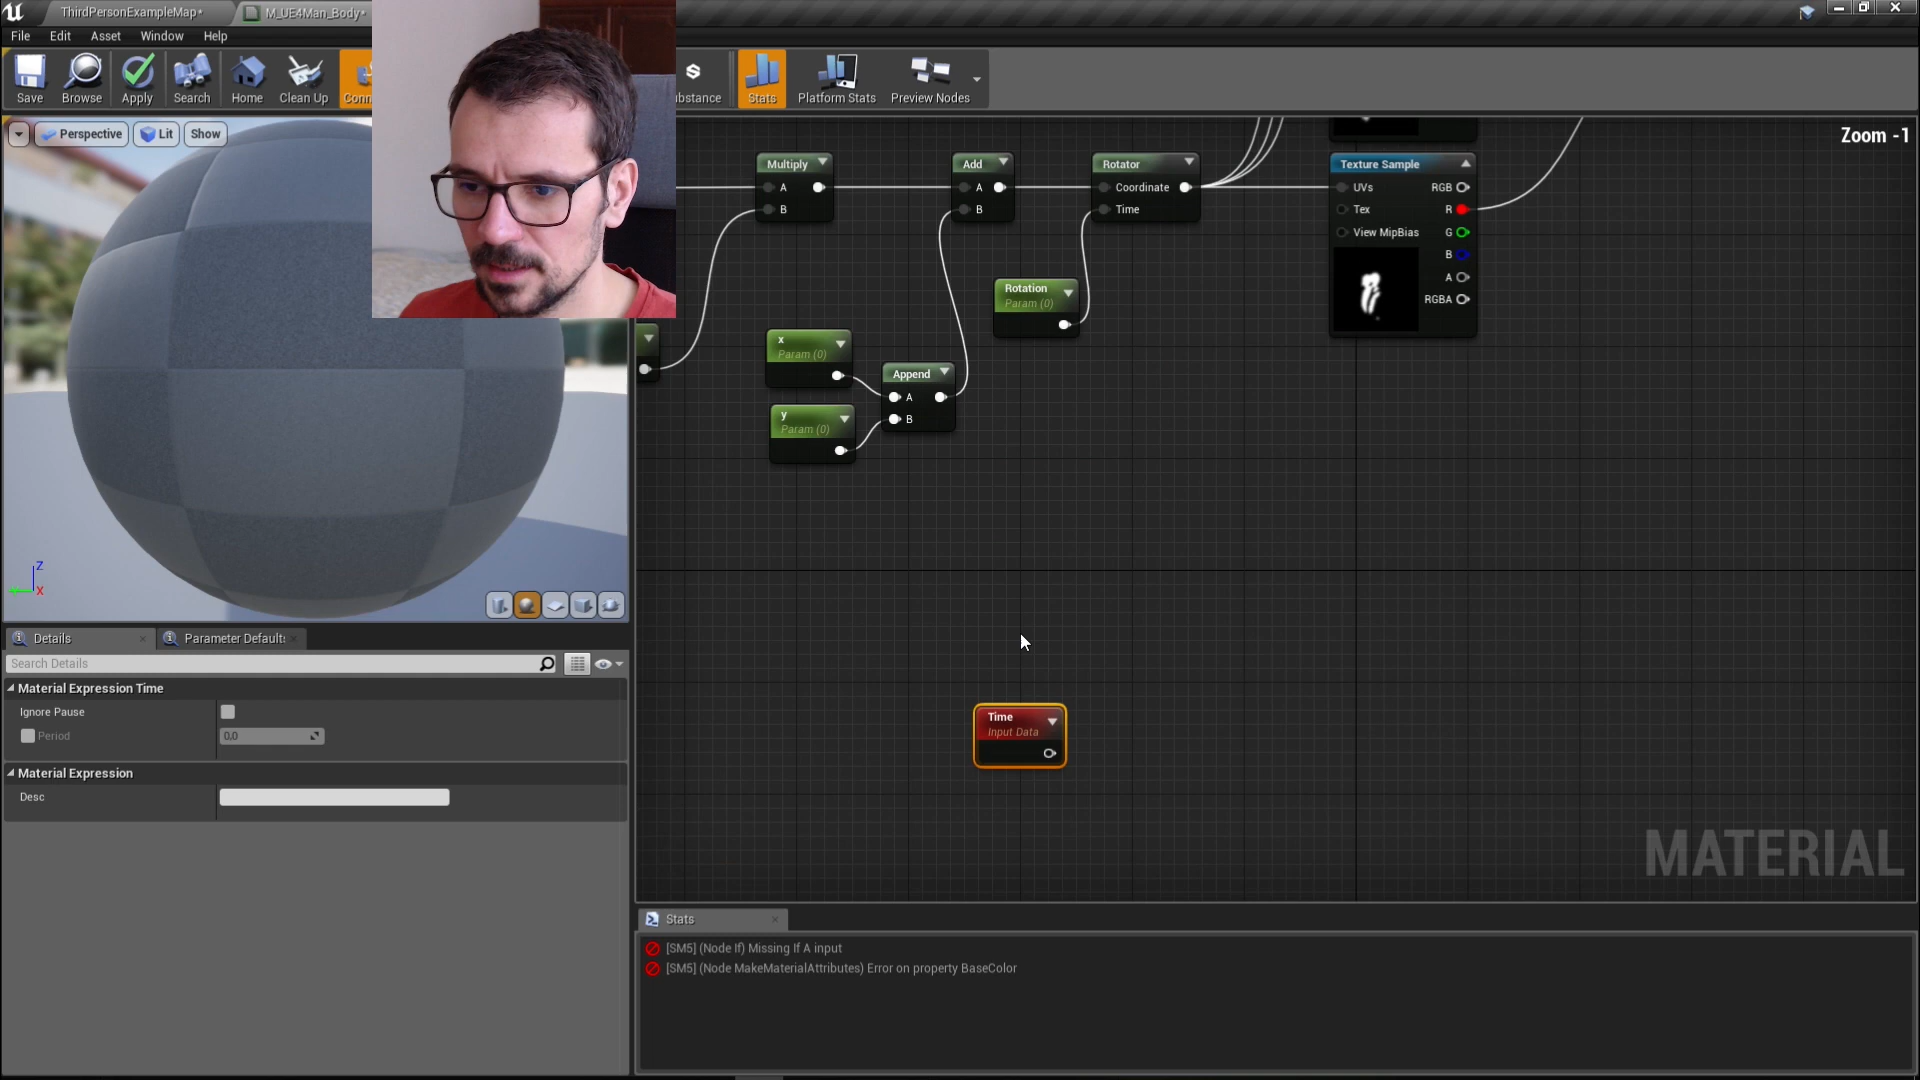 ThirdPersonExampleMap*
M_UE4Man_Body*
File Edit Asset Window Help
Save Browse Apply Search Home Clean Up Conn
ubstance Stats Platform Stats Preview Nodes
Perspective Lit Show
Zoom -1
Multiply
A
B
Add
A
B
Rotator
Coordinate
Time
Texture Sample
UVs RGB
Tex R
View MipBias G
B
A
RGBA
Rotation
Param (0)
x
Param (0)
Append
A
B
y
Param (0)
Z
X
Time
Input Data
MATERIAL
Details
Parameter Defaults
Search Details
Material Expression Time
Ignore Pause
Period 0,0
Material Expression
Desc
Stats
[SM5] (Node If) Missing If A input
[SM5] (Node MakeMaterialAttributes) Error on property BaseColor